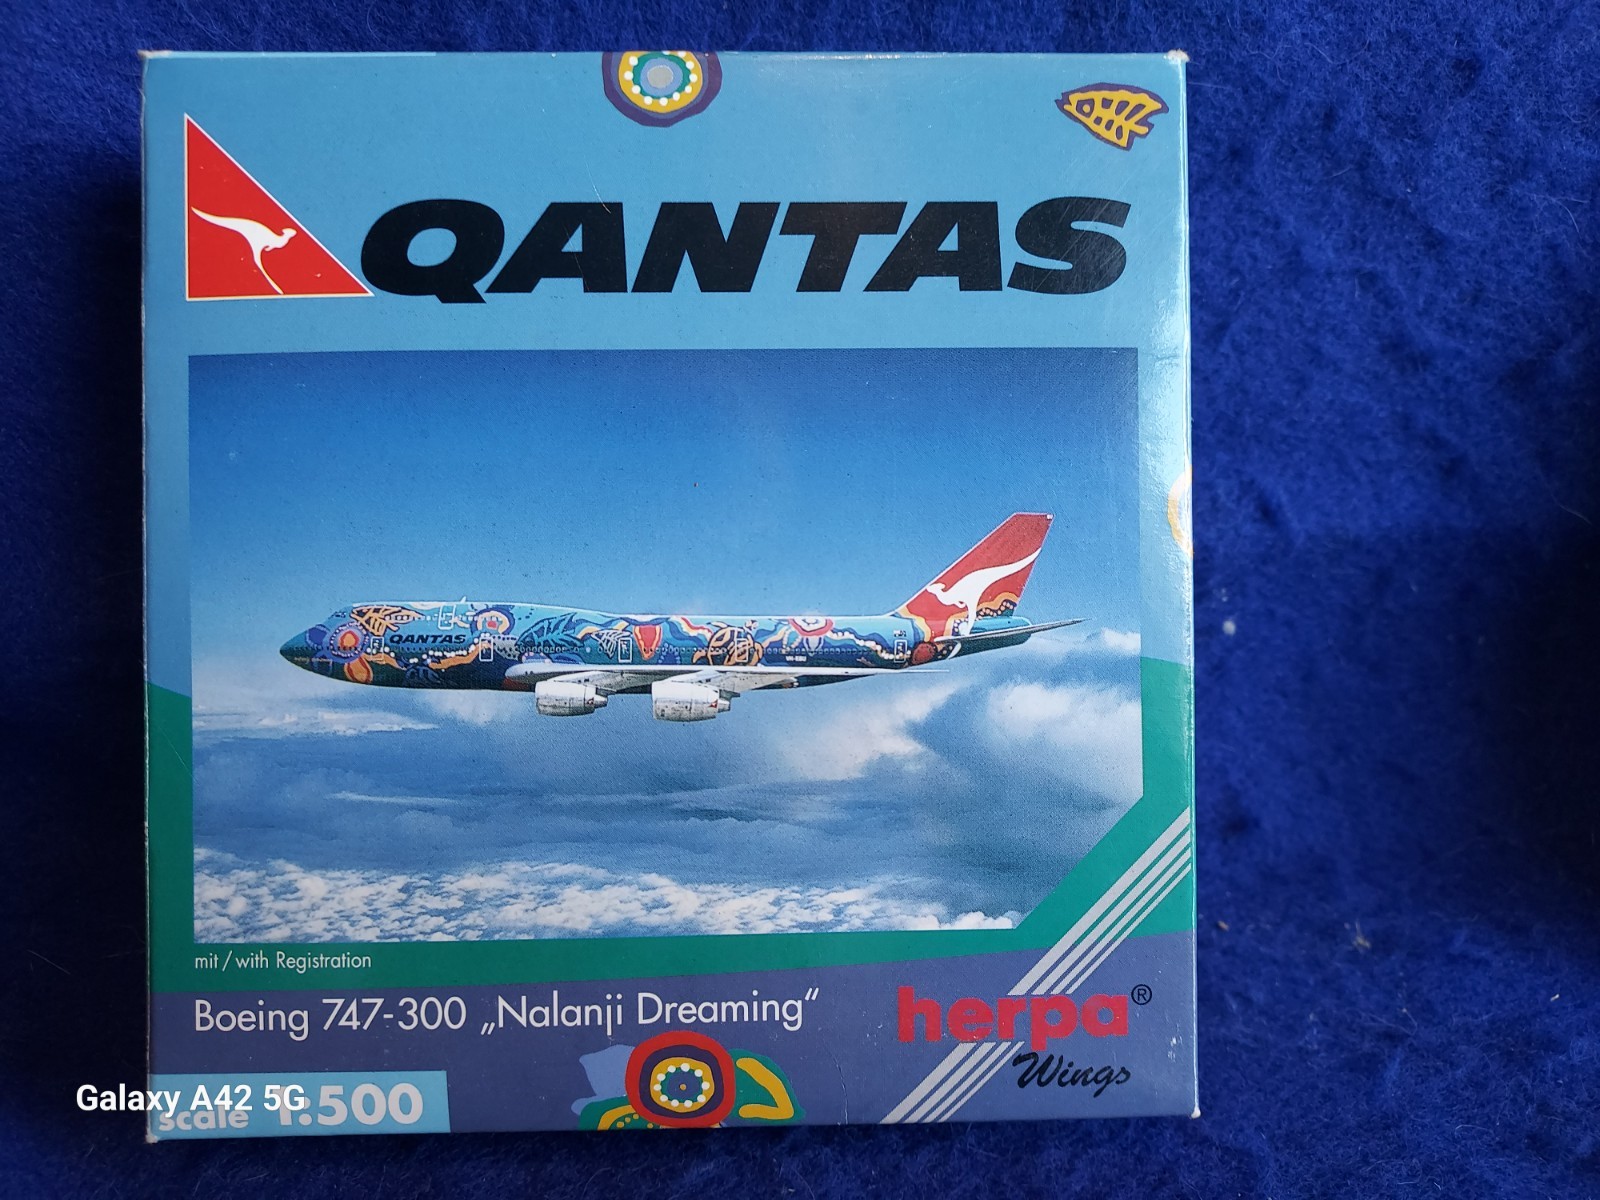 QANTAS
QANTAS
mit / with Registration
Boeing 747-300 „Nalanji Dreaming“
herpa®
Wings
Galaxy A42 5G
scale 1:500